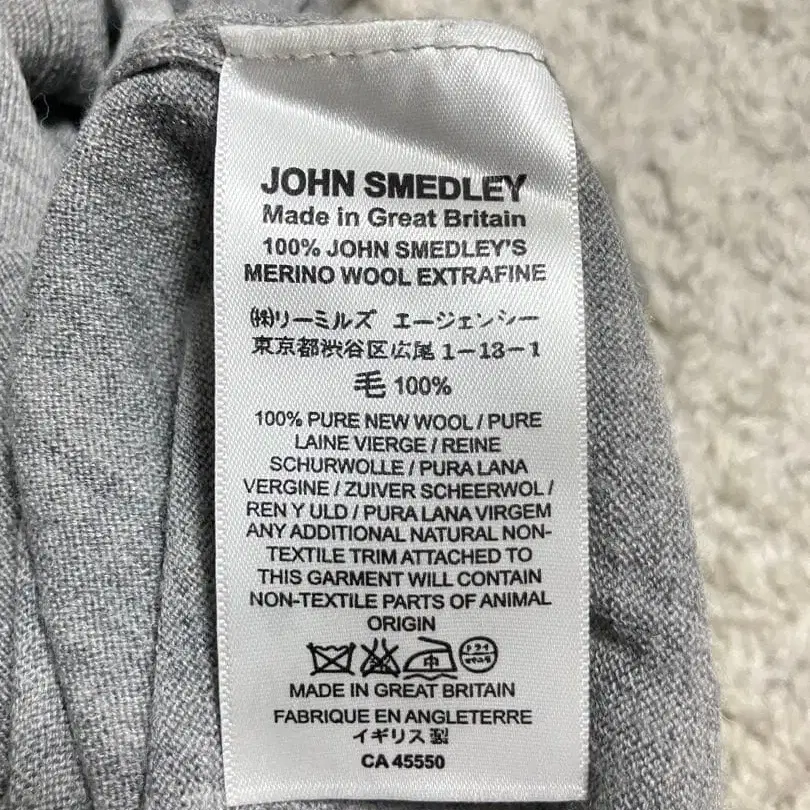 JOHN SMEDLEY
Made in Great Britain
100% JOHN SMEDLEY'S
MERINO WOOL EXTRAFINE
㈱リーミルズ エージェンシー
東京都渋谷区広尾 1-13-1
毛 100%
100% PURE NEW WOOL / PURE
LAINE VIERGE / REINE
SCHURWOLLE / PURA LANA
VERGINE / ZUIVER SCHEERWOL /
REN Y ULD / PURA LANA VIRGEM
ANY ADDITIONAL NATURAL NON-
TEXTILE TRIM ATTACHED TO
THIS GARMENT WILL CONTAIN
NON-TEXTILE PARTS OF ANIMAL
ORIGIN
中 ドライ
MADE IN GREAT BRITAIN
FABRIQUE EN ANGLETERRE
イギリス製
CA 45550